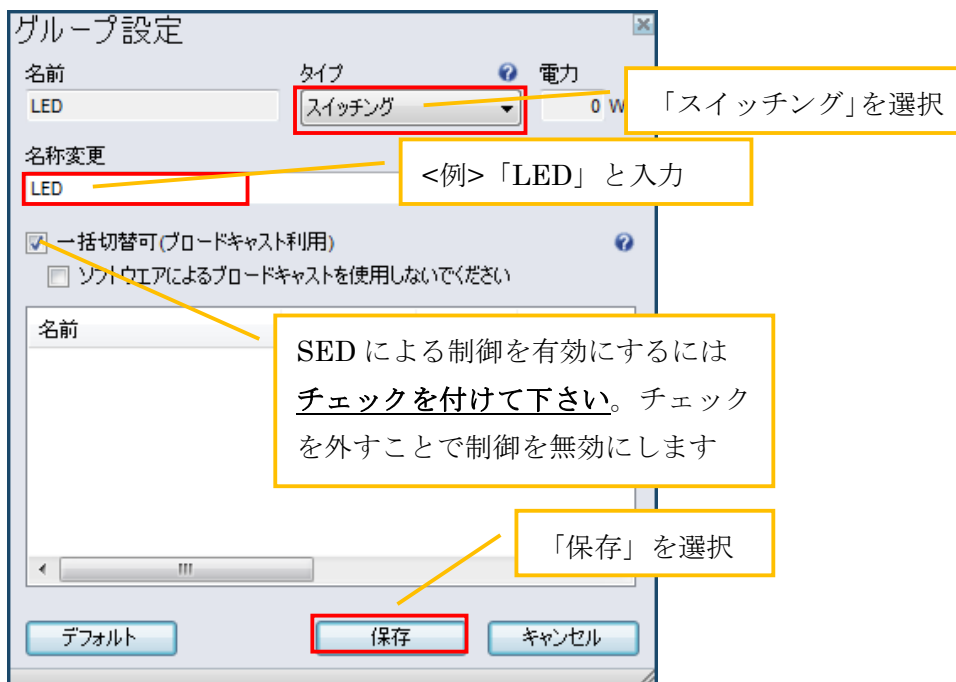 グループ設定
名前
タイプ
電力
LED
スイッチング
0 W
「スイッチング」を選択
名称変更
LED
<例>「LED」と入力
一括切替可(ブロードキャスト利用)
ソフトウエアによるブロードキャストを使用しないでください
名前
SED による制御を有効にするには
チェックを付けて下さい。チェック
を外すことで制御を無効にします
「保存」を選択
デフォルト
保存
キャンセル